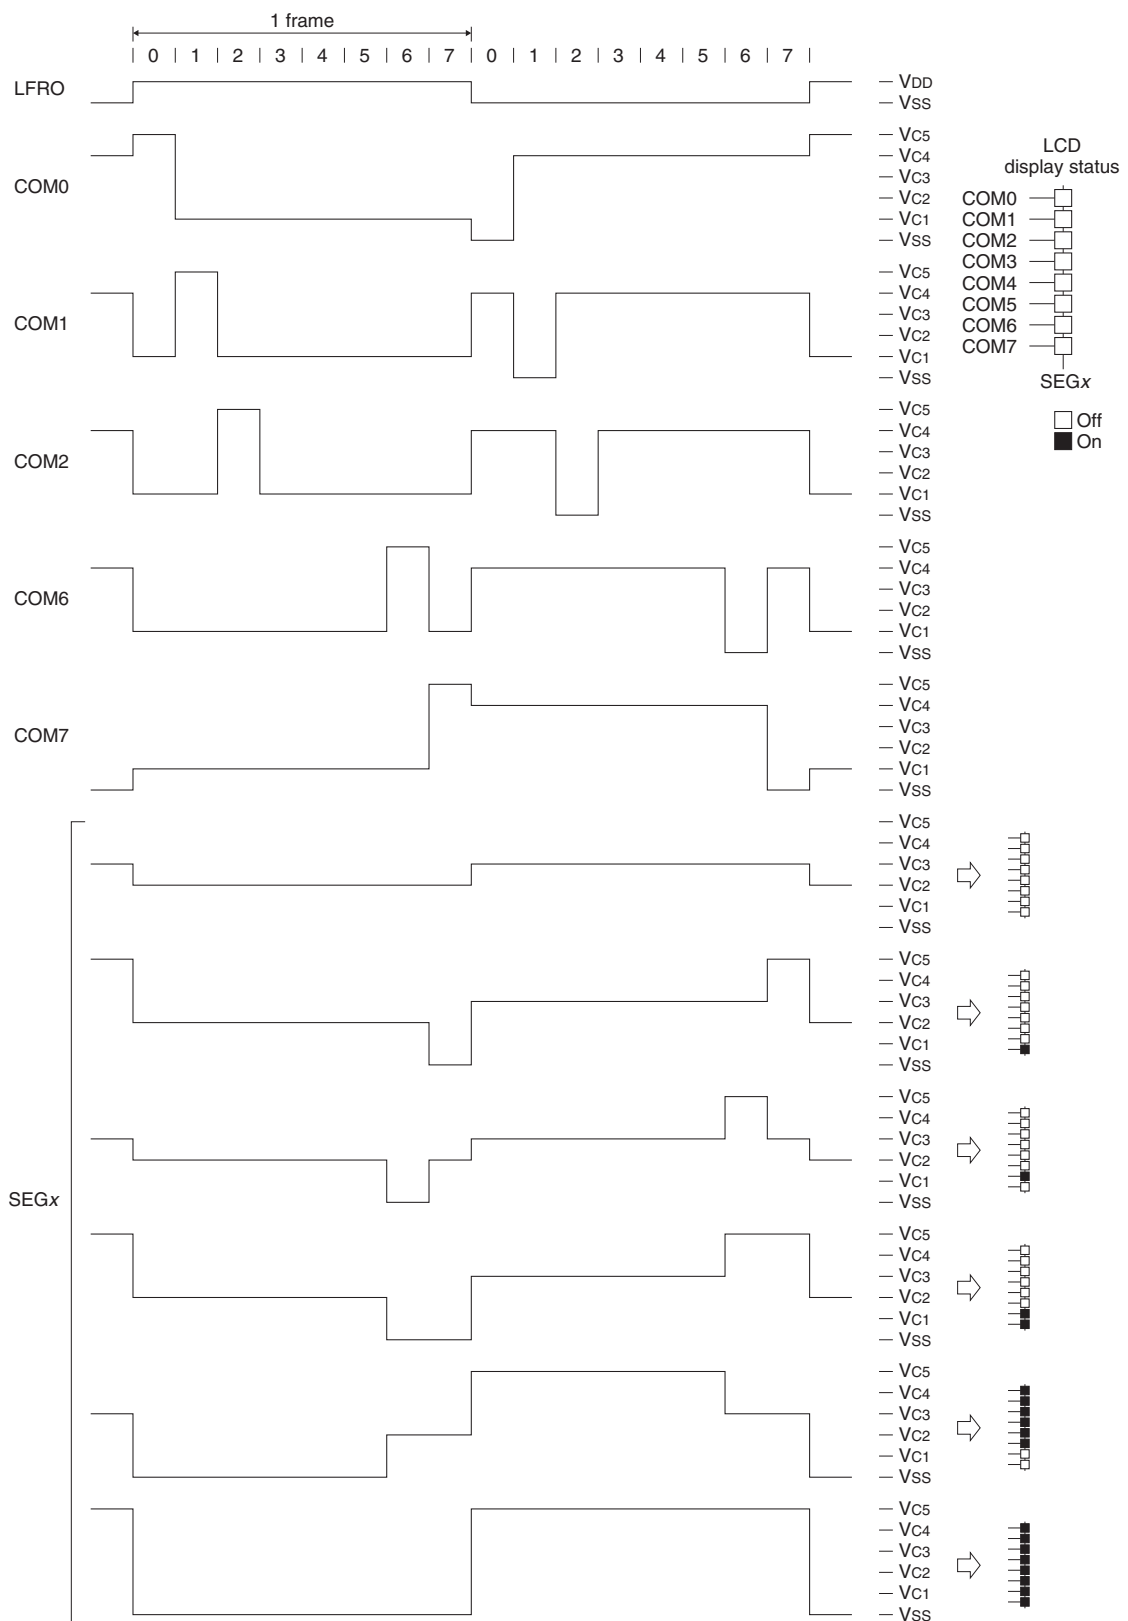 1 frame
0 1 2 3 4 5 6 7 0 1 2 3 4 5 6 7
LFRO
VDD
VSS
COM0
VC5
VC4
VC3
VC2
VC1
VSS
LCD
display status
COM0
COM1
COM2
COM3
COM4
COM5
COM6
COM7
SEGx
Off
On
COM1
VC5
VC4
VC3
VC2
VC1
VSS
COM2
VC5
VC4
VC3
VC2
VC1
VSS
COM6
VC5
VC4
VC3
VC2
VC1
VSS
COM7
VC5
VC4
VC3
VC2
VC1
VSS
SEGx
VC5
VC4
VC3
VC2
VC1
VSS
VC5
VC4
VC3
VC2
VC1
VSS
VC5
VC4
VC3
VC2
VC1
VSS
VC5
VC4
VC3
VC2
VC1
VSS
VC5
VC4
VC3
VC2
VC1
VSS
VC5
VC4
VC3
VC2
VC1
VSS